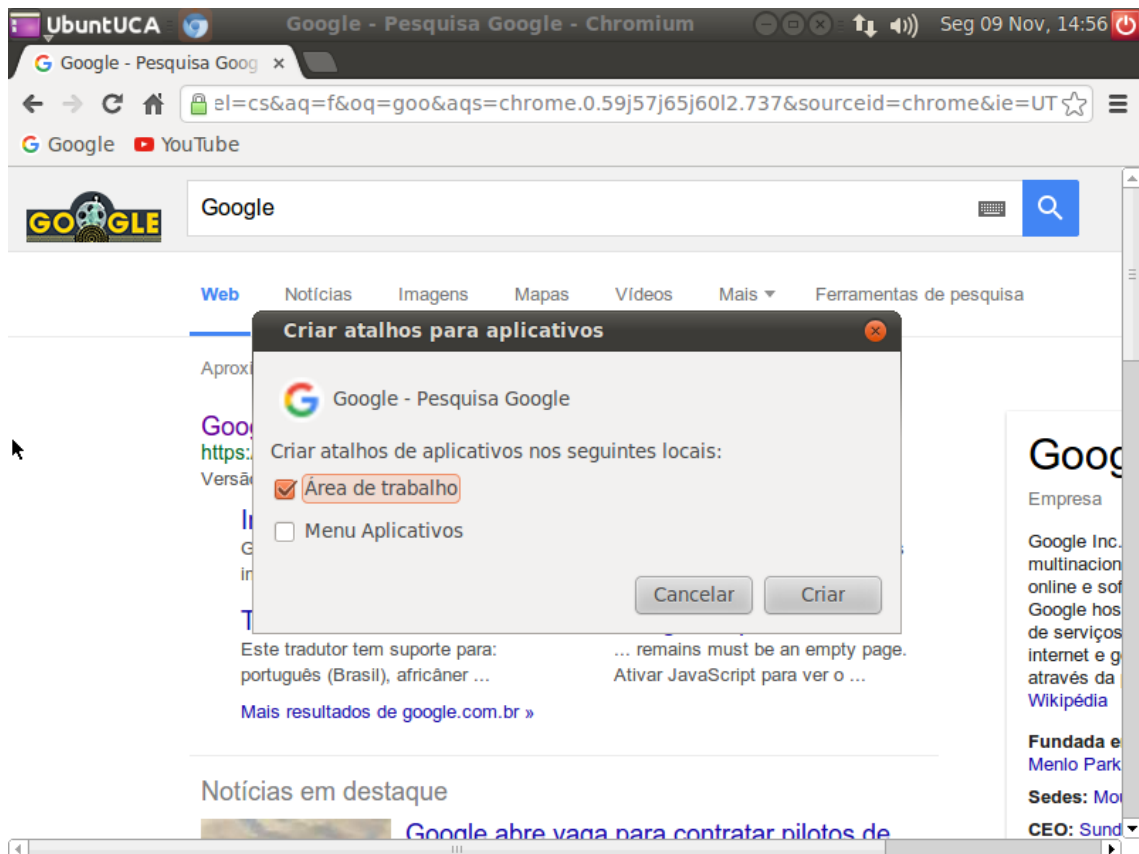 UbuntUCA Google - Pesquisa Google - Chromium Seg 09 Nov, 14:56
Google - Pesquisa Goog
el=cs&aq=f&oq=goo&aqs=chrome.0.59j57j65j60l2.737&sourceid=chrome&ie=UT
Google YouTube
GOOGLE Google
Web Notícias Imagens Mapas Vídeos Mais Ferramentas de pesquisa
Criar atalhos para aplicativos
Aproxi
Google - Pesquisa Google
Goog
https:
Criar atalhos de aplicativos nos seguintes locais:
Goog
Versã
Área de trabalho
Empresa
Menu Aplicativos
Google Inc.
multinacion
online e sof
Cancelar Criar
Google hos
de serviços
Este tradutor tem suporte para: ... remains must be an empty page.
internet e g
português (Brasil), africâner ... Ativar JavaScript para ver o ...
através da
Wikipédia
Mais resultados de google.com.br »
Fundada e
Menlo Park
Notícias em destaque
Sedes: Mou
Google abre vaga para contratar pilotos de
CEO: Sund